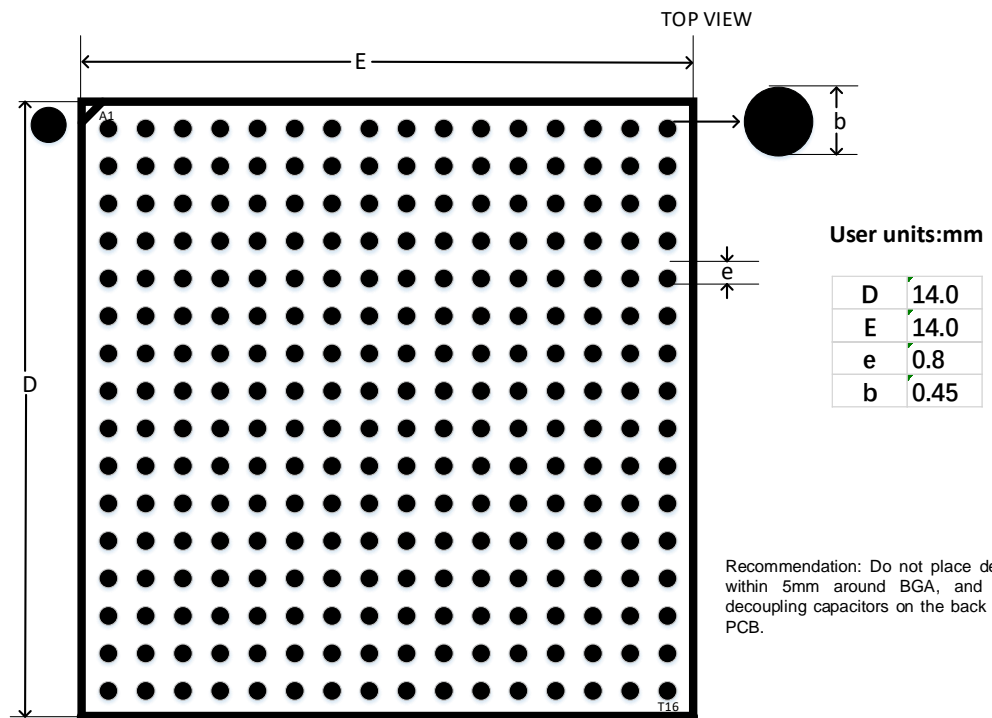 TOP VIEW
E
A1
b
User units:mm
e
D 14.0
E 14.0
e 0.8
b 0.45
D
Recommendation: Do not place
within 5mm around BGA, and
decoupling capacitors on the back
PCB.
T16